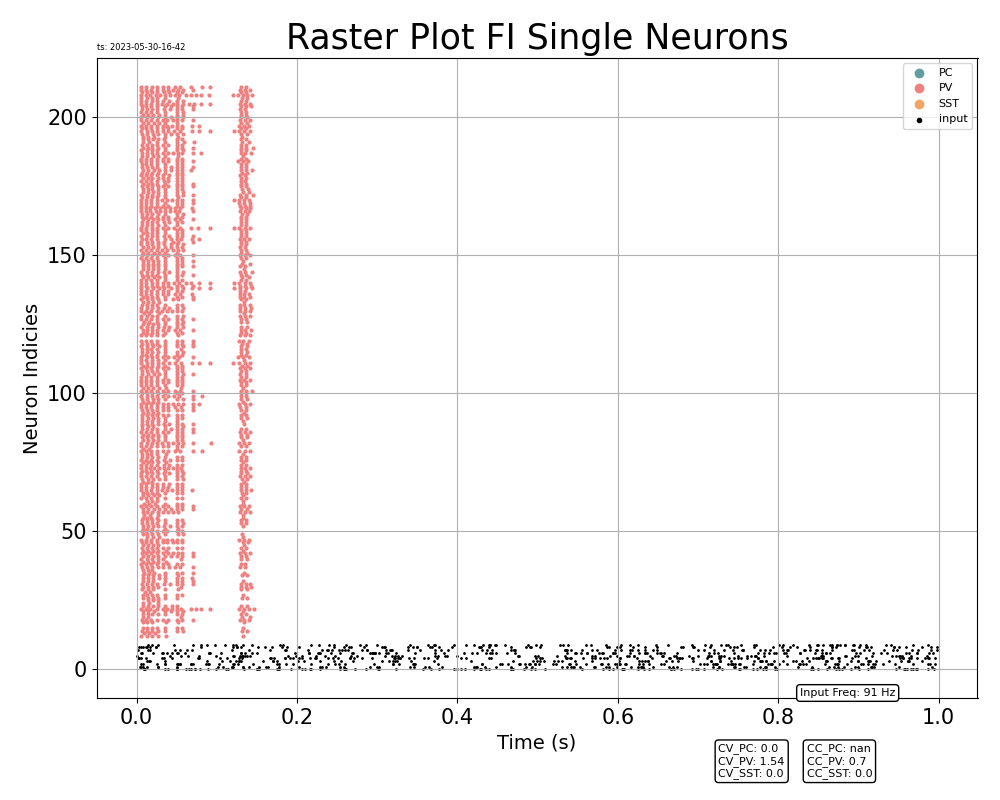 Raster Plot FI Single Neurons
ts: 2023-05-30-16-42
PC
PV
SST
input
200
150
100
50
0
Neuron Indicies
0.0 0.2 0.4 0.6 0.8 1.0
Time (s)
Input Freq: 91 Hz
CV_PC: 0.0
CV_PV: 1.54
CV_SST: 0.0
CC_PC: nan
CC_PV: 0.7
CC_SST: 0.0